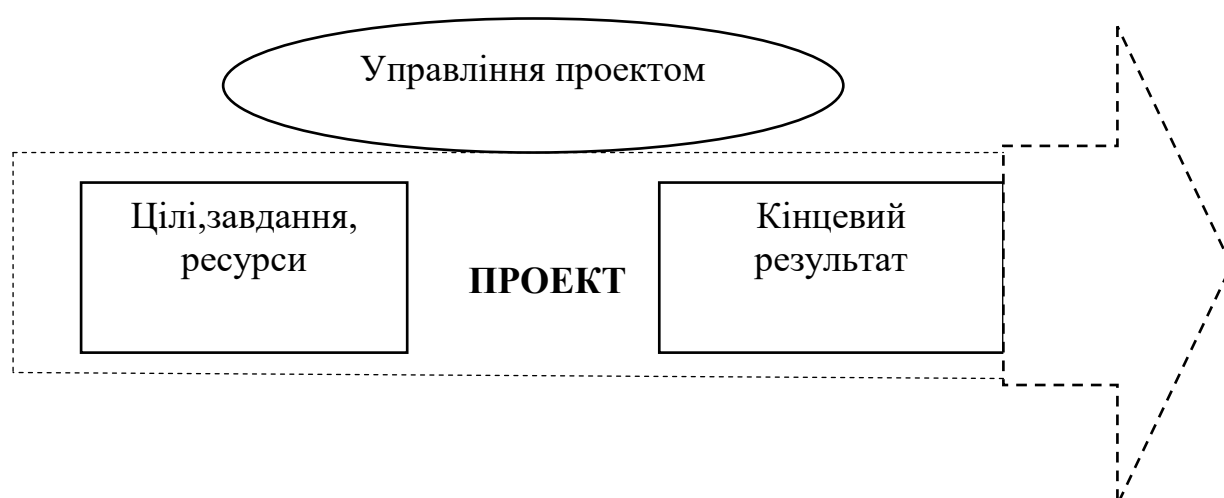 Управління проектом
Цілі,завдання,
ресурси
ПРОЕКТ
Кінцевий
результат